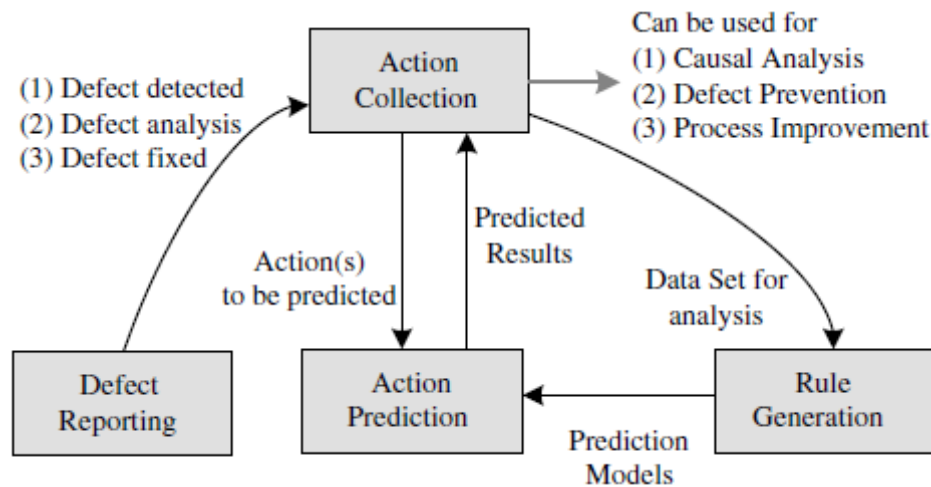 Can be used for
(1) Causal Analysis
(2) Defect Prevention
(3) Process Improvement
Action
Collection
(1) Defect detected
(2) Defect analysis
(3) Defect fixed
Predicted
Results
Action(s)
to be predicted
Data Set for
analysis
Defect
Reporting
Action
Prediction
Rule
Generation
Prediction
Models